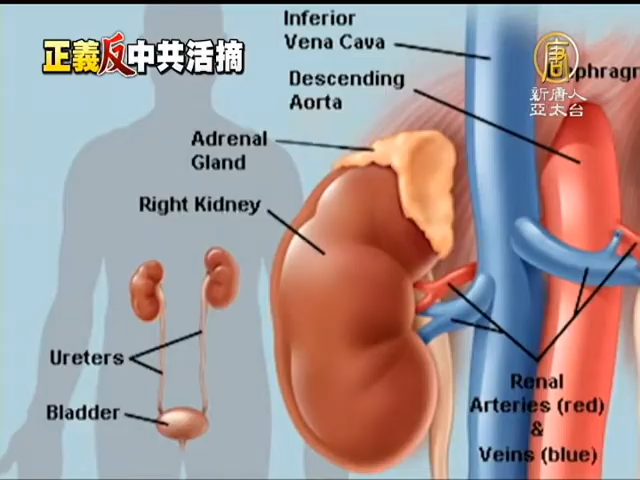 正義反中共活摘
Inferior
Vena Cava
Descending
Aorta
Adrenal
Gland
Right Kidney
唐
新唐人
亞太台
Ureters
Bladder
Renal
Arteries (red)
&
Veins (blue)